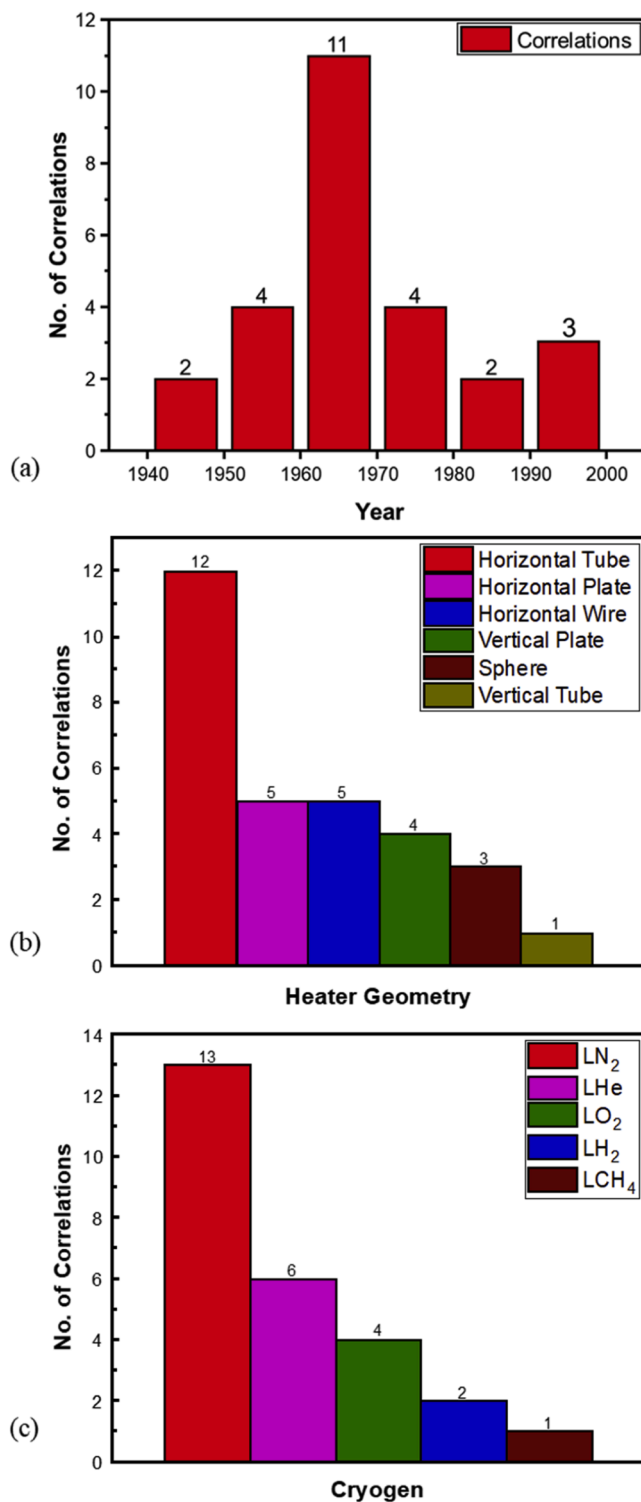 12
11
Correlations
10
No. of Correlations
8
6
4
4
4
3
2
2
2
0
(a)
1940 1950 1960 1970 1980 1990 2000
Year
12
12
Horizontal Tube
Horizontal Plate
Horizontal Wire
Vertical Plate
Sphere
Vertical Tube
No. of Correlations
10
8
6
5
5
4
4
3
2
1
(b)
0
Heater Geometry
14
13
LN₂
LHe
LO₂
LH₂
LCH₄
No. of Correlations
12
10
8
6
6
4
4
2
2
1
(c)
0
Cryogen